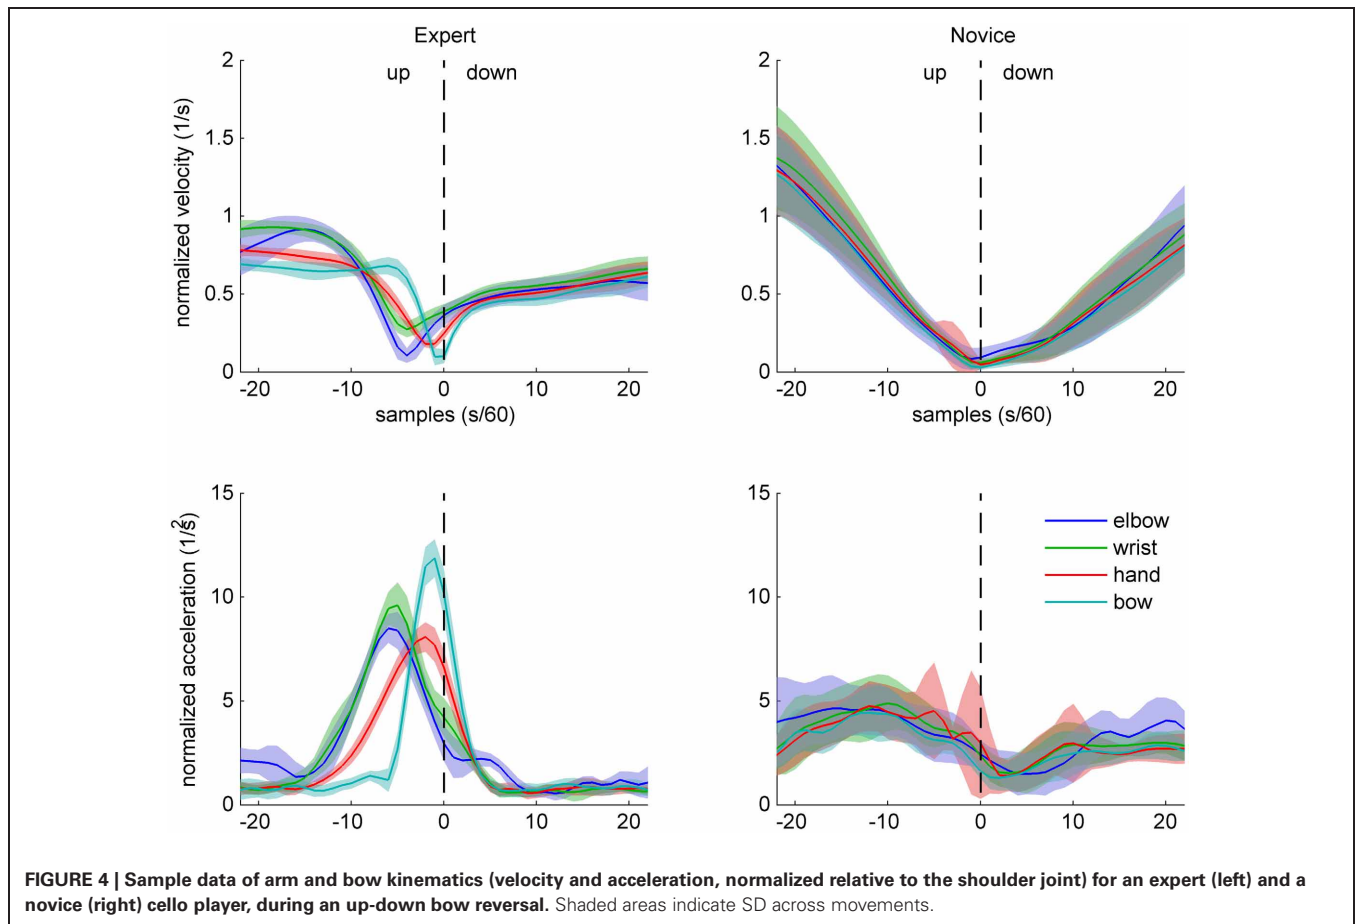 Expert
Novice
up down
up down
normalized velocity (1/s)
2
1.5
1
0.5
0
-20 -10 0 10 20
samples (s/60)
2
1.5
1
0.5
0
-20 -10 0 10 20
samples (s/60)
normalized acceleration (1/s²)
15
10
5
0
-20 -10 0 10 20
15
10
5
0
-20 -10 0 10 20
elbow
wrist
hand
bow
FIGURE 4 | Sample data of arm and bow kinematics (velocity and acceleration, normalized relative to the shoulder joint) for an expert (left) and a
novice (right) cello player, during an up-down bow reversal. Shaded areas indicate SD across movements.